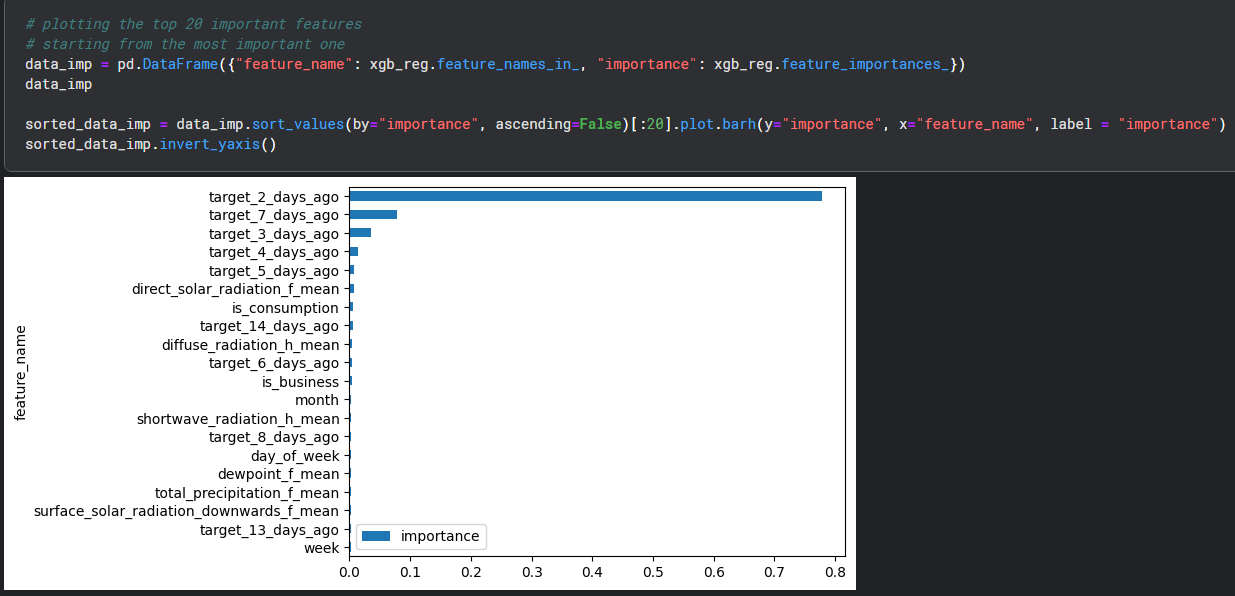 # plotting the top 20 important features
# starting from the most important one
data_imp = pd.DataFrame({"feature_name": xgb_reg.feature_names_in_, "importance": xgb_reg.feature_importances_})
data_imp
sorted_data_imp = data_imp.sort_values(by="importance", ascending=False)[:20].plot.barh(y="importance", x="feature_name", label = "importance")
sorted_data_imp.invert_yaxis()
target_2_days_ago
target_7_days_ago
target_3_days_ago
target_4_days_ago
target_5_days_ago
direct_solar_radiation_f_mean
is_consumption
target_14_days_ago
diffuse_radiation_h_mean
target_6_days_ago
is_business
month
shortwave_radiation_h_mean
target_8_days_ago
day_of_week
dewpoint_f_mean
total_precipitation_f_mean
surface_solar_radiation_downwards_f_mean
target_13_days_ago
week
feature_name
importance
0.0 0.1 0.2 0.3 0.4 0.5 0.6 0.7 0.8